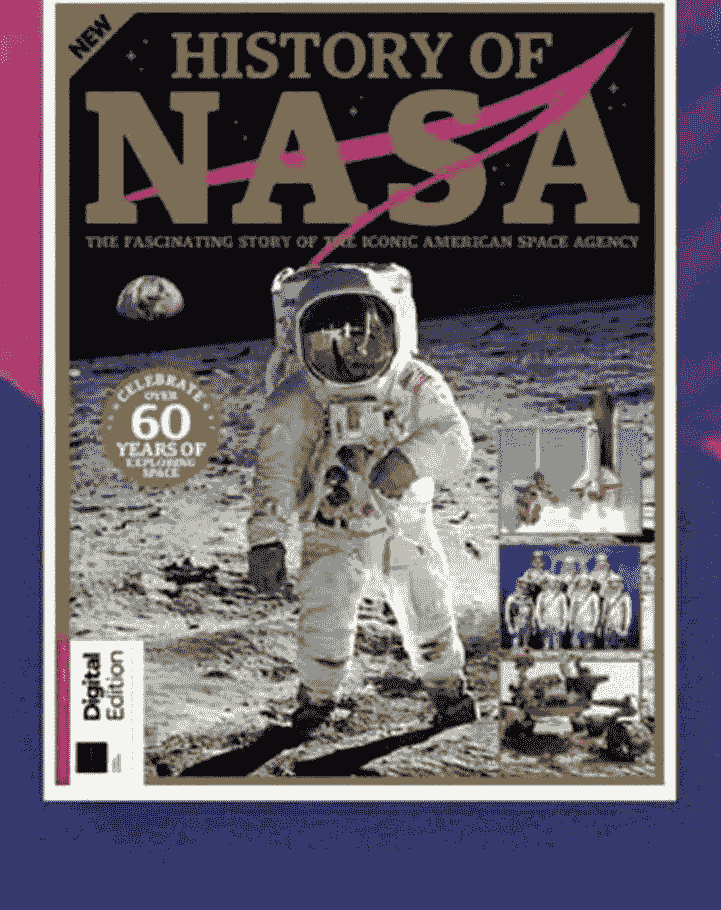 NEW
HISTORY OF
NASA
THE FASCINATING STORY OF THE ICONIC AMERICAN SPACE AGENCY
CELEBRATE
OVER
60
YEARS OF
EXPLORING
SPACE
Digital
Edition